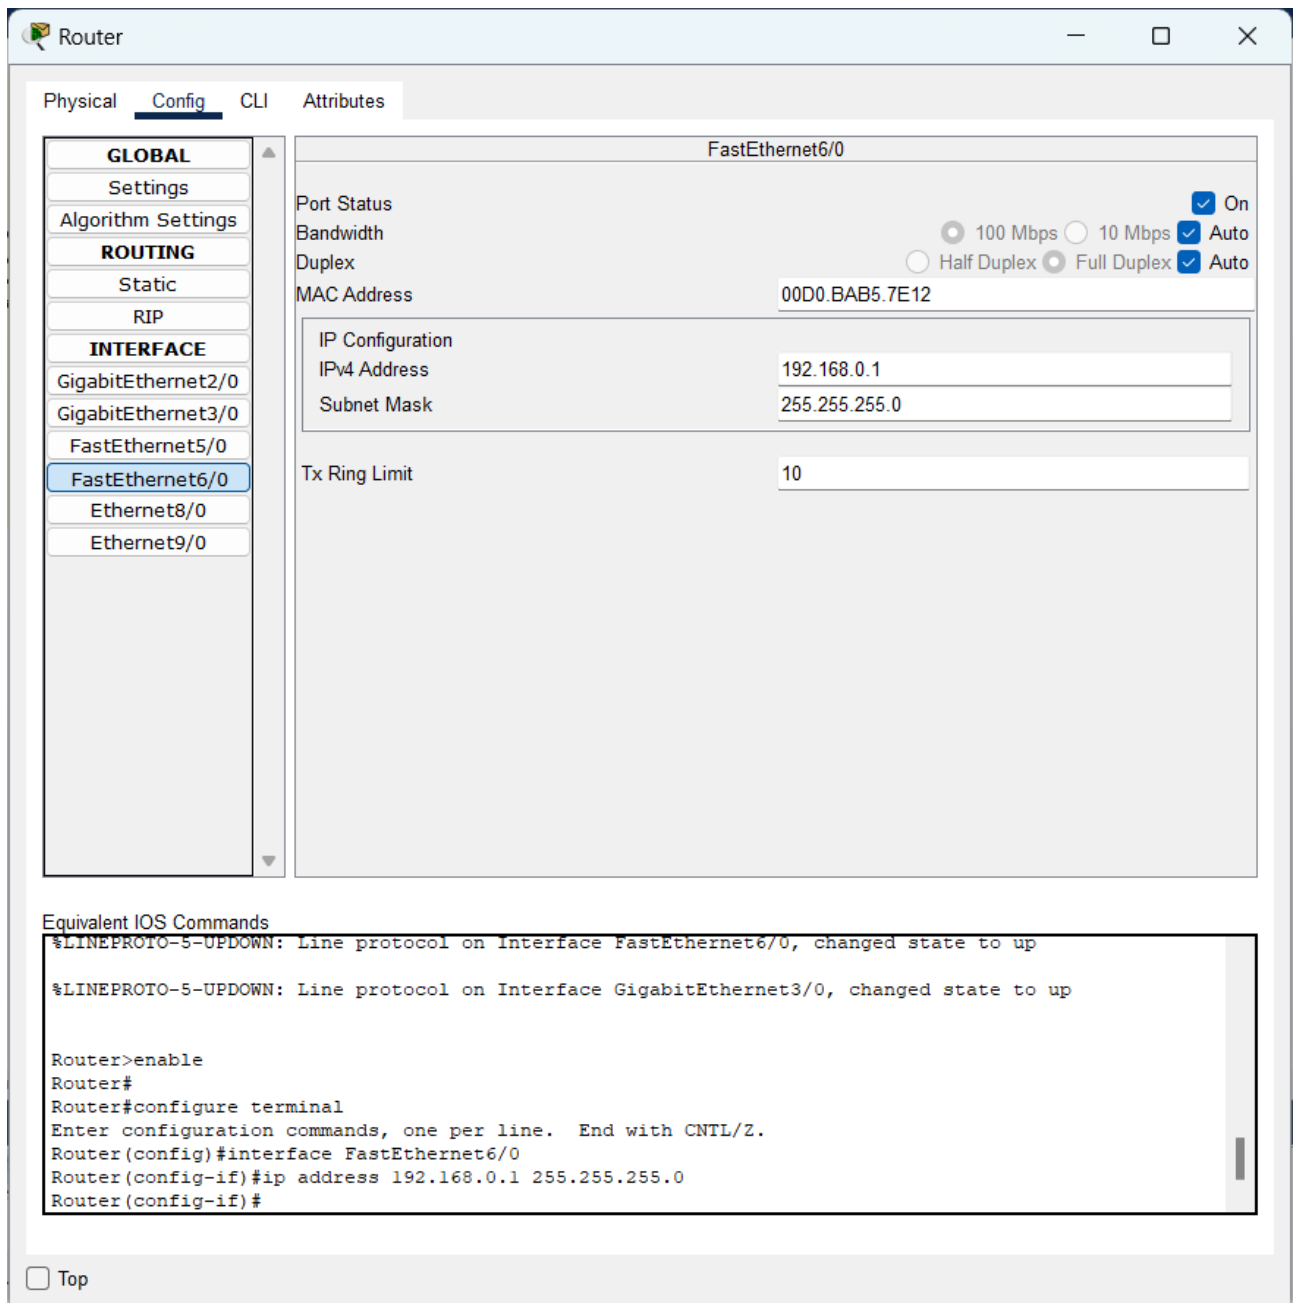 Router
Physical Config CLI Attributes
GLOBAL
Settings
Algorithm Settings
ROUTING
Static
RIP
INTERFACE
GigabitEthernet2/0
GigabitEthernet3/0
FastEthernet5/0
FastEthernet6/0
Ethernet8/0
Ethernet9/0
FastEthernet6/0
Port Status On
Bandwidth 100 Mbps 10 Mbps Auto
Duplex Half Duplex Full Duplex Auto
MAC Address 00D0.BAB5.7E12
IP Configuration
IPv4 Address 192.168.0.1
Subnet Mask 255.255.255.0
Tx Ring Limit 10
Equivalent IOS Commands
%LINEPROTO-5-UPDOWN: Line protocol on Interface FastEthernet6/0, changed state to up
%LINEPROTO-5-UPDOWN: Line protocol on Interface GigabitEthernet3/0, changed state to up
Router>enable
Router#
Router#configure terminal
Enter configuration commands, one per line.  End with CNTL/Z.
Router(config)#interface FastEthernet6/0
Router(config-if)#ip address 192.168.0.1 255.255.255.0
Router(config-if)#
Top